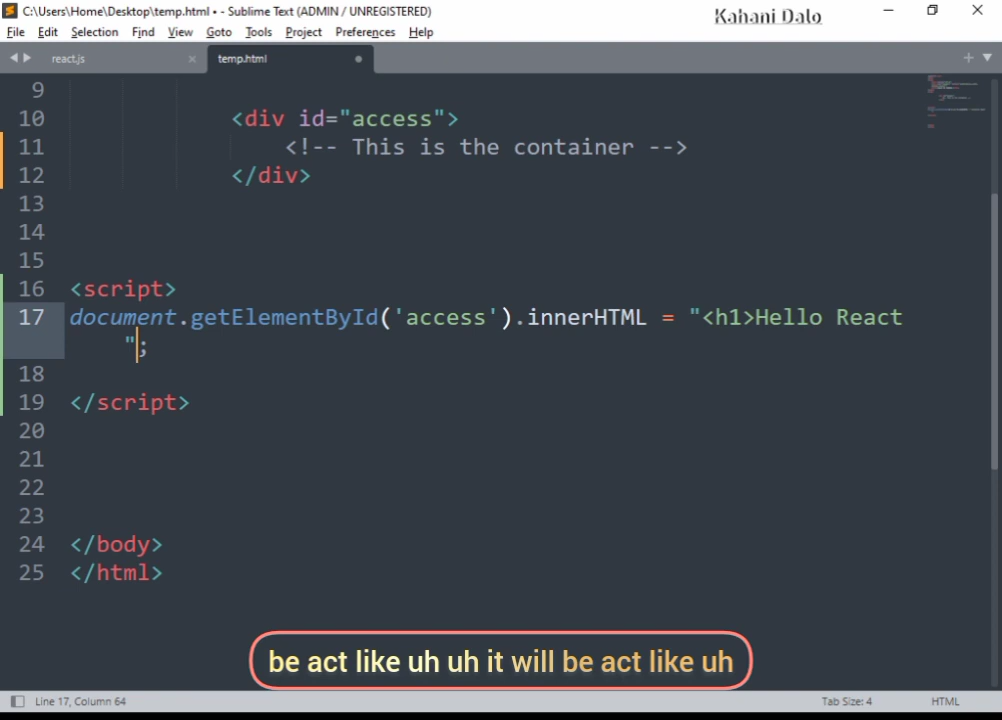 C:\Users\Home\Desktop\temp.html • - Sublime Text (ADMIN / UNREGISTERED)
Kahani Dalo
File Edit Selection Find View Goto Tools Project Preferences Help
react.js temp.html
9
10 <div id="access">
11 <!-- This is the container -->
12 </div>
13
14
15
16 <script>
17 document.getElementById('access').innerHTML = "<h1>Hello React
";
18
19 </script>
20
21
22
23
24 </body>
25 </html>
be act like uh uh it will be act like uh
Line 17, Column 64 Tab Size: 4 HTML